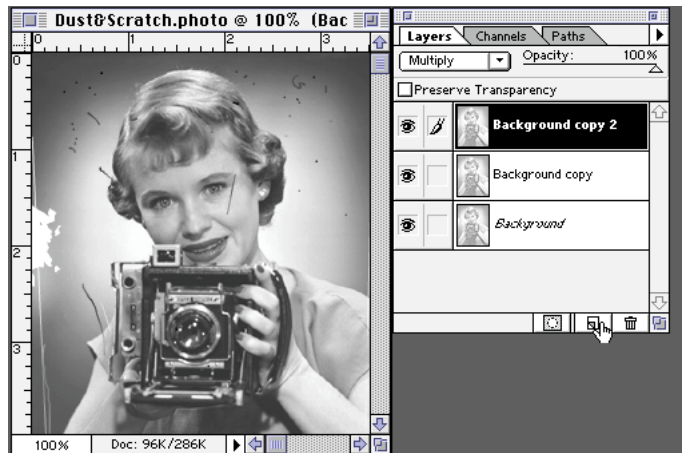 Dust&Scratch.photo @ 100% (Bac
0 1 2 3
0
1
2
3
100% Doc: 96K/286K
Layers Channels Paths
Multiply Opacity: 100%
Preserve Transparency
Background copy 2
Background copy
Background